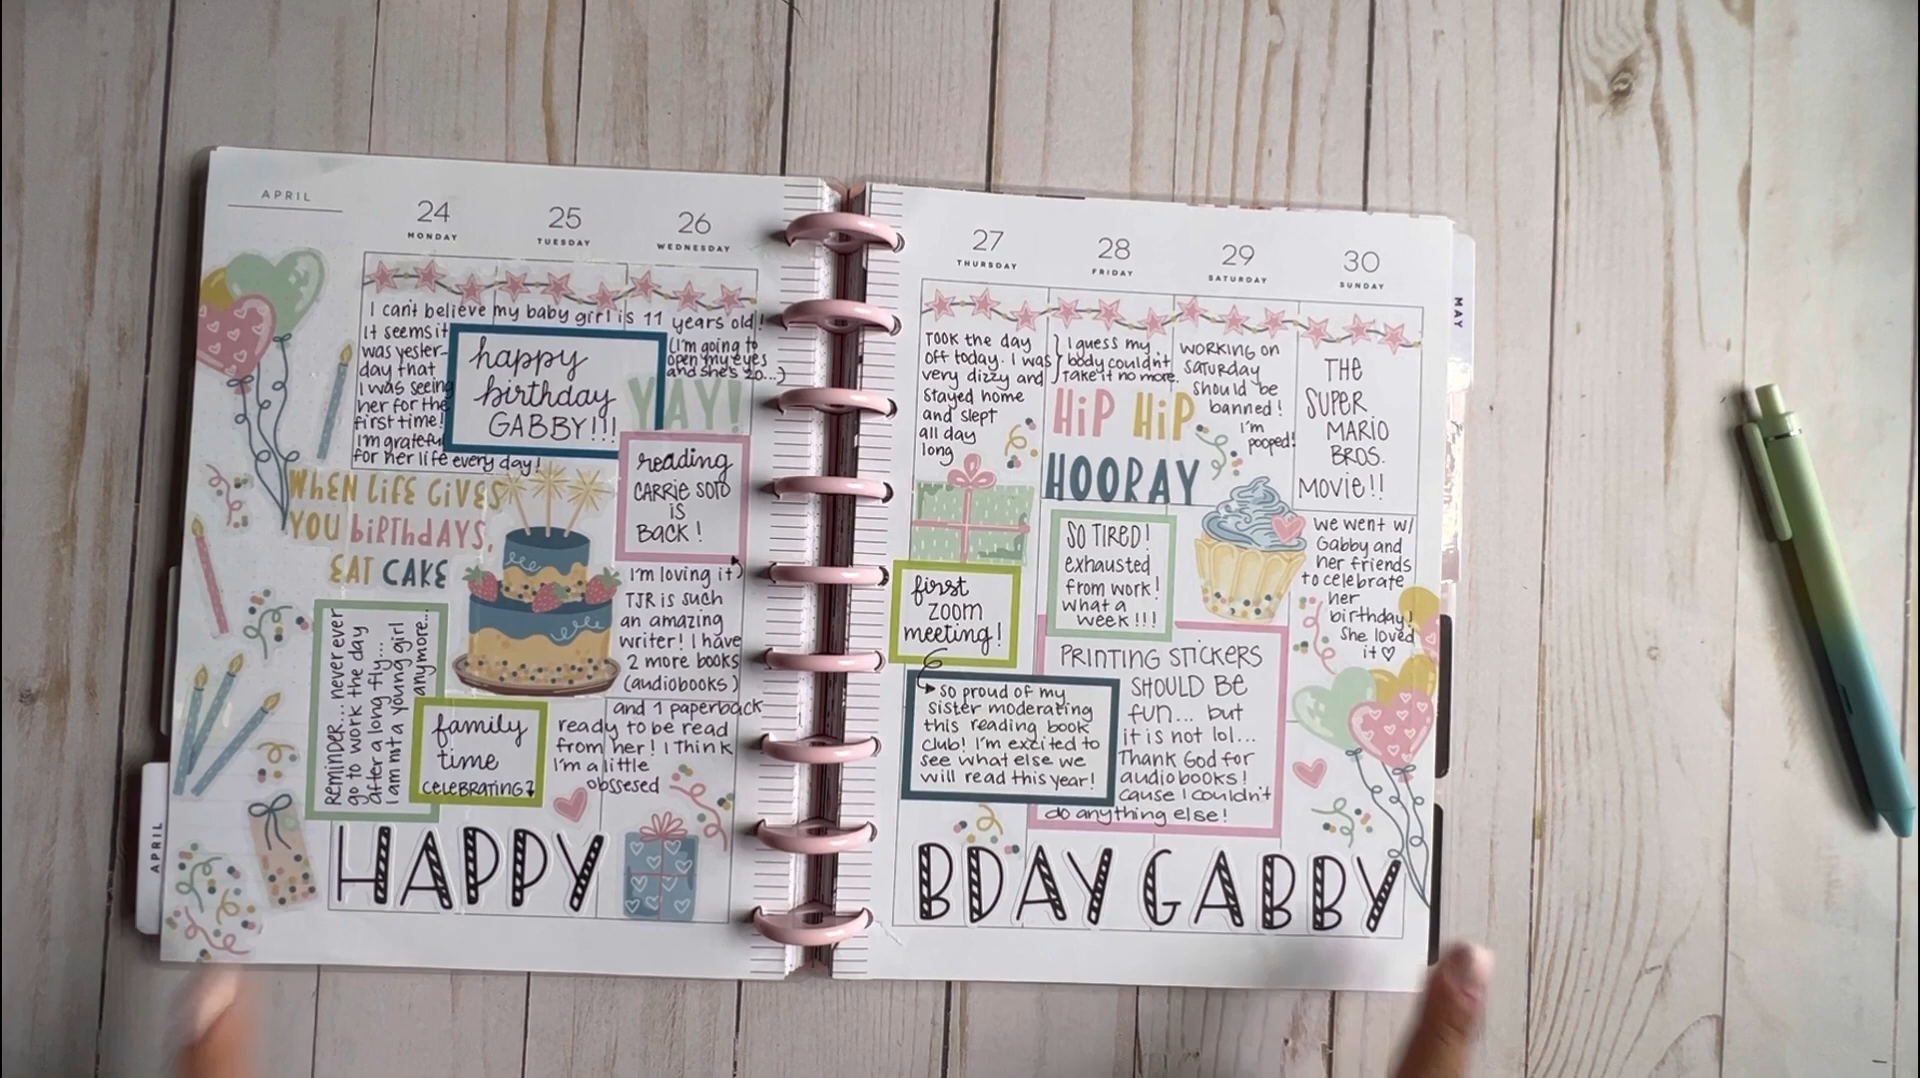 APRIL
24
MONDAY
25
TUESDAY
26
WEDNESDAY
I can't believe my baby girl is 11 years old!
It seems it
was yester-
day that
I was seeing
her for the
first time!
I'm grateful
for her life every day!
happy
birthday
GABBY!!!
(I'm going to
open my eyes
and she's 20...)
YAY!
WHEN LIFE GIVES
YOU BIRTHDAYS,
EAT CAKE
reading
CARRIE SOTO
is
BACK!
I'm loving it)
TJR is such
an amazing
writer! I have
2 more books
(audiobooks)
and 1 paperback
ready to be read
from her! I think
I'm a little
obssesed
REMINDER... never ever
go to work the day
after a long fly...
I am not a young girl
anymore...
family
time
CELEBRATING
HAPPY
APRIL
27
THURSDAY
28
FRIDAY
29
SATURDAY
30
SUNDAY
MAY
TOOK the day
off today. I was
very dizzy and
stayed home
and slept
all day
long
I guess my
body couldn't
take it no more.
HIP HIP
HOORAY
WORKING ON
SATURDAY
should be
banned!
I'm
pooped!
THE
SUPER
MARIO
BROS.
MOVIE!!
first
zoom
meeting!
SO TIRED!
exhausted
from work!
what a
week!!!
we went w/
Gabby and
her friends
to celebrate
her
birthday!
She loved
it ♡
so proud of my
sister moderating
this reading book
club! I'm excited to
see what else we
will read this year!
PRINTING STICKERS
SHOULD BE
fun... but
it is not lol...
Thank God for
audiobooks!
cause I couldn't
do anything else!
BDAY GABBY